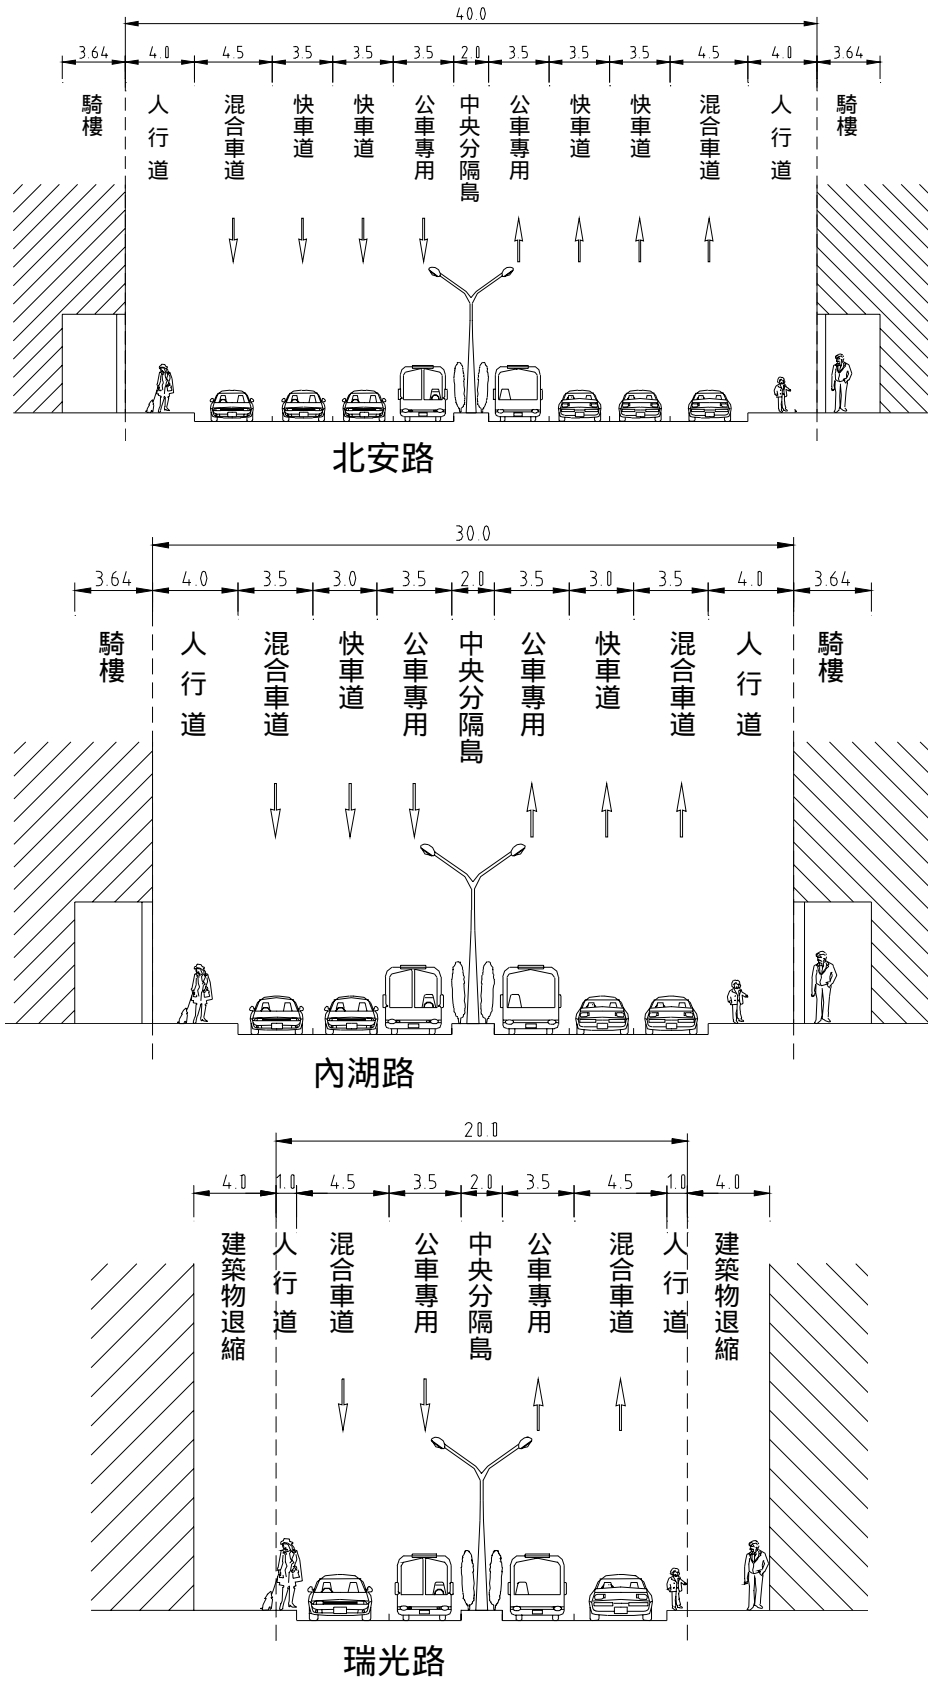 40.0
3.64 4.0 4.5 3.5 3.5 3.5 2.0 3.5 3.5 3.5 4.5 4.0 3.64
騎樓 人行道 混合車道 快車道 快車道 公車專用 中央分隔島 公車專用 快車道 快車道 混合車道 人行道 騎樓
北安路
30.0
3.64 4.0 3.5 3.0 3.5 2.0 3.5 3.0 3.5 4.0 3.64
騎樓 人行道 混合車道 快車道 公車專用 中央分隔島 公車專用 快車道 混合車道 人行道 騎樓
內湖路
20.0
4.0 1.0 4.5 3.5 2.0 3.5 4.5 1.0 4.0
建築物退縮 人行道 混合車道 公車專用 中央分隔島 公車專用 混合車道 人行道 建築物退縮
瑞光路